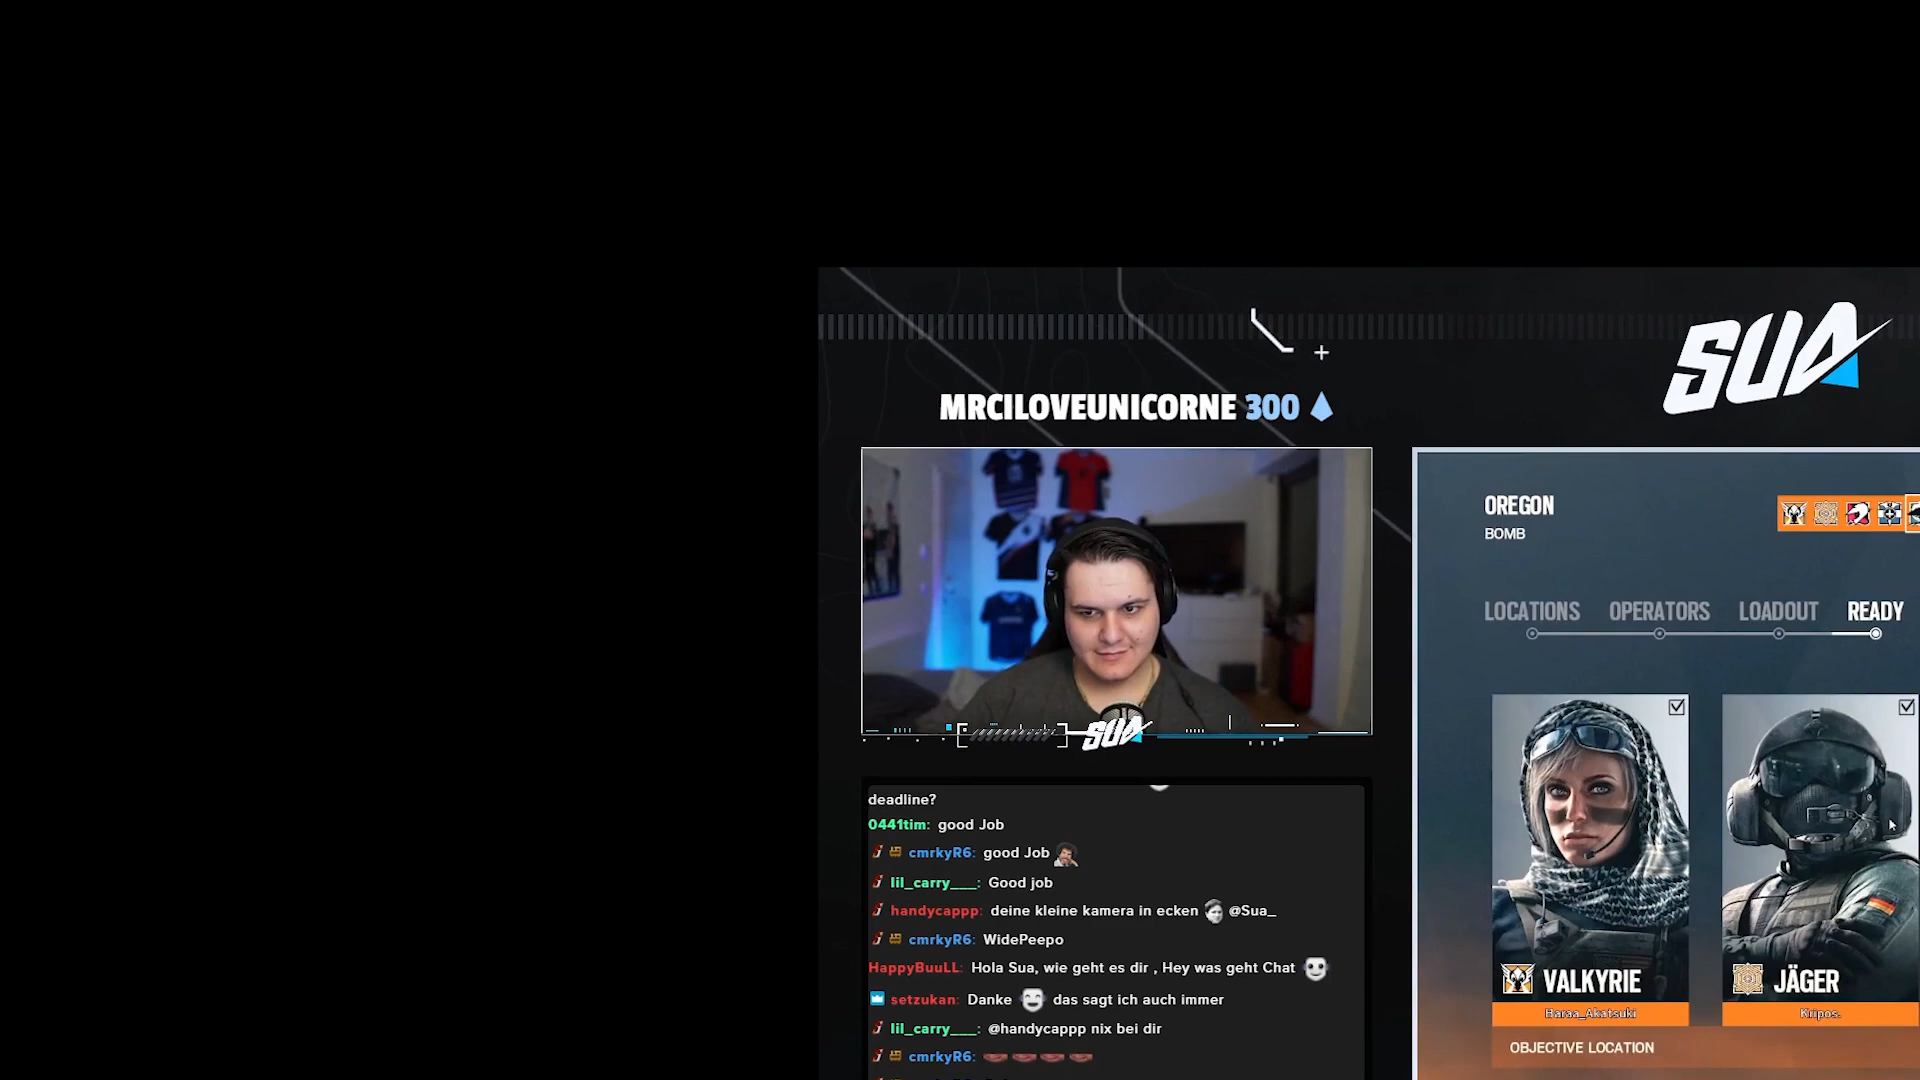 SUA
MRCILOVEUNICORNE 300
OREGON
BOMB
LOCATIONS OPERATORS LOADOUT READY
SUA
deadline?
0441tim: good Job
cmrkyR6: good Job
lil_carry___: Good job
handycappp: deine kleine kamera in ecken @Sua_
cmrkyR6: WidePeepo
HappyBuuLL: Hola Sua, wie geht es dir , Hey was geht Chat
setzukan: Danke das sagt ich auch immer
lil_carry___: @handycappp nix bei dir
cmrkyR6:
VALKYRIE
Haraa_Akatsuki
JÄGER
Kripos.
OBJECTIVE LOCATION